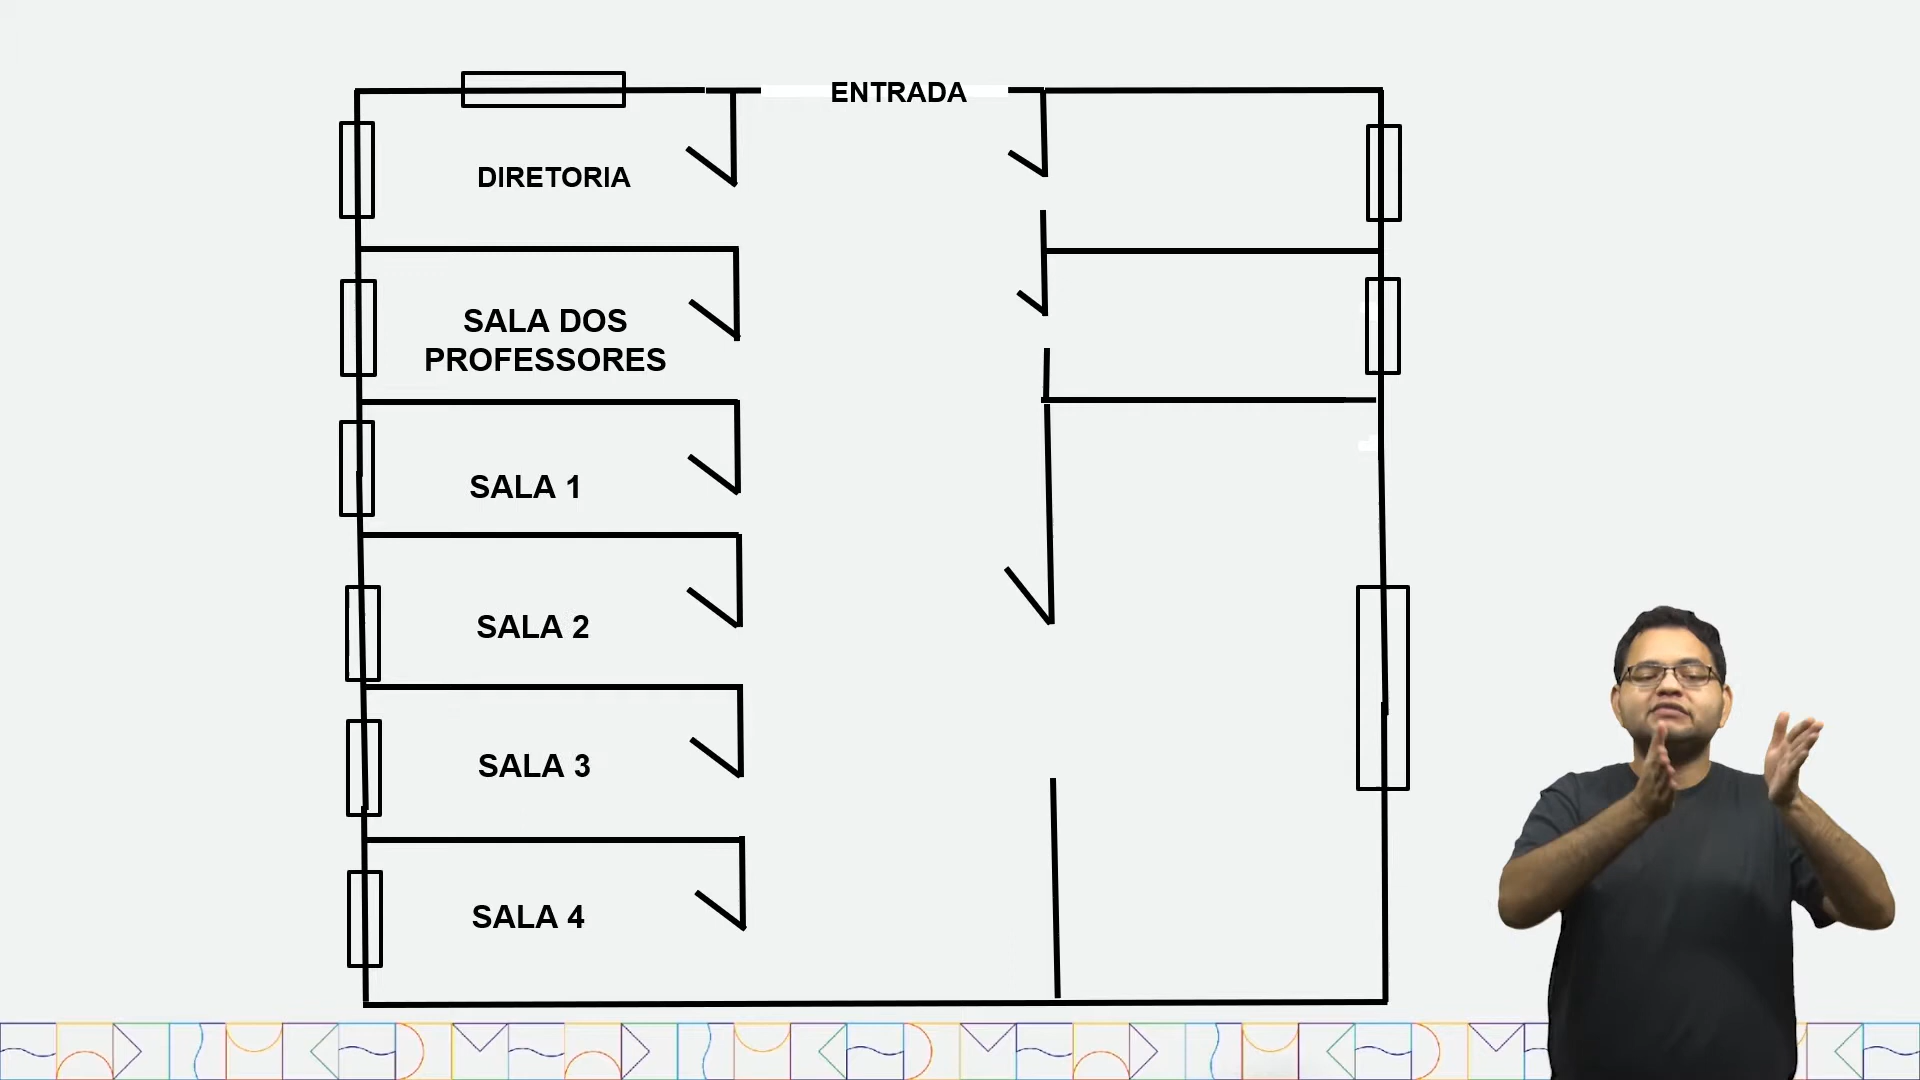 ENTRADA
DIRETORIA
SALA DOS
PROFESSORES
SALA 1
SALA 2
SALA 3
SALA 4